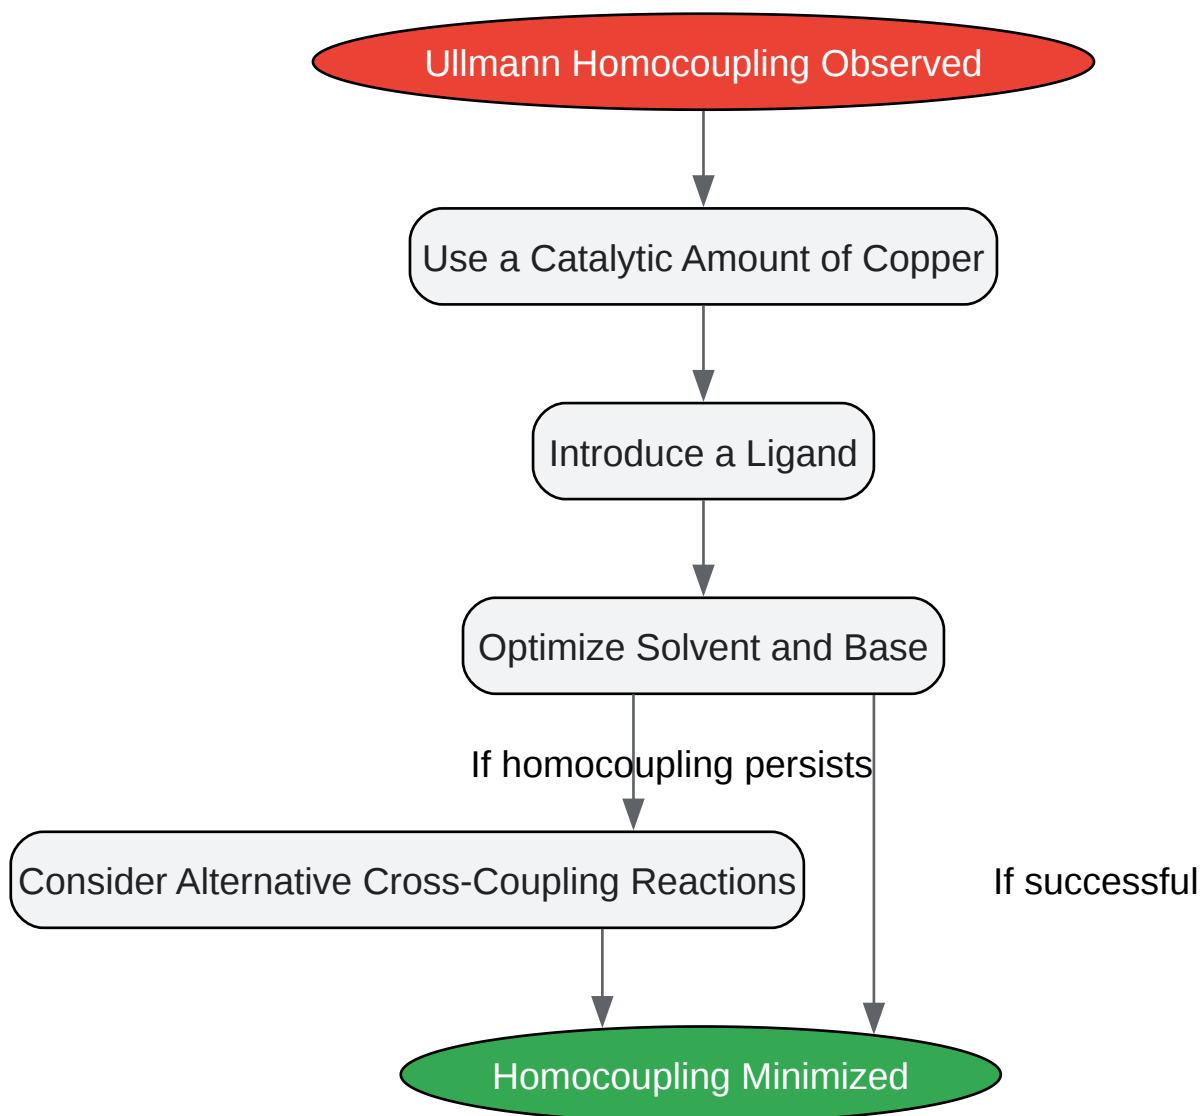 Ullmann Homocoupling Observed
Use a Catalytic Amount of Copper
Introduce a Ligand
Optimize Solvent and Base
If homocoupling persists
Consider Alternative Cross-Coupling Reactions
If successful
Homocoupling Minimized